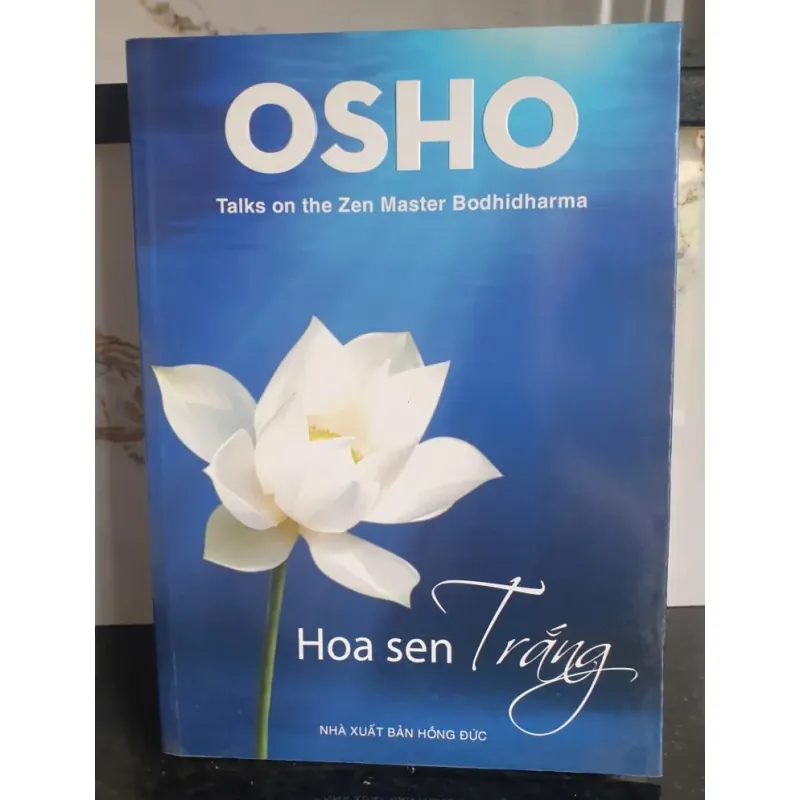 OSHO
Talks on the Zen Master Bodhidharma
Hoa sen Trắng
NHÀ XUẤT BẢN HỒNG ĐỨC